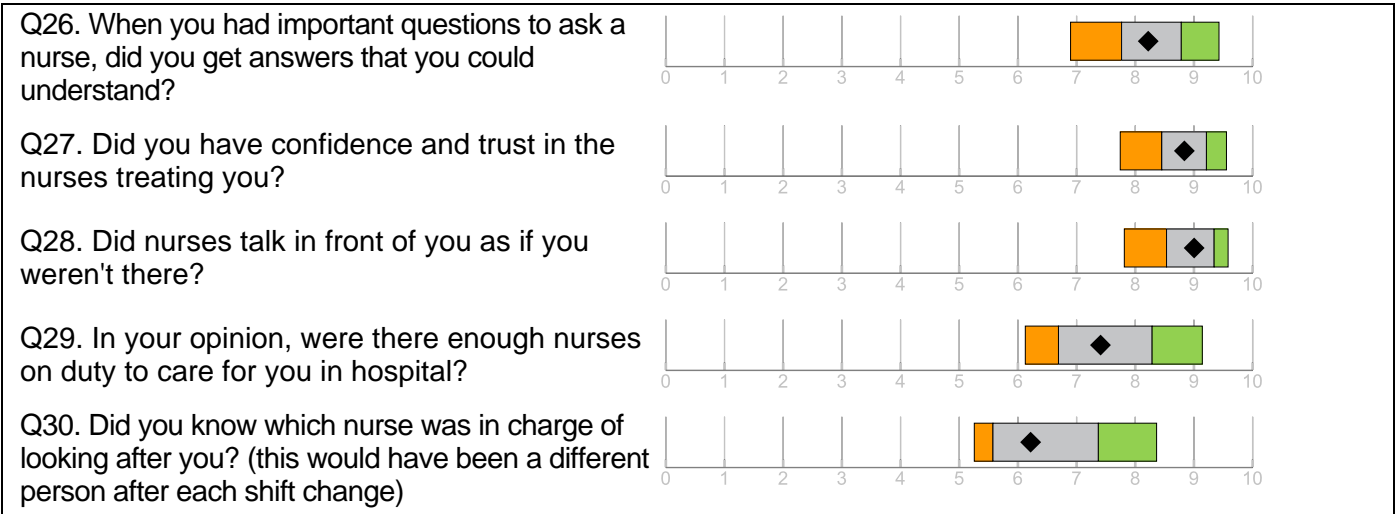 Q26. When you had important questions to ask a
nurse, did you get answers that you could
understand?
0 1 2 3 4 5 6 7 8 9 10
Q27. Did you have confidence and trust in the
nurses treating you?
0 1 2 3 4 5 6 7 8 9 10
Q28. Did nurses talk in front of you as if you
weren't there?
0 1 2 3 4 5 6 7 8 9 10
Q29. In your opinion, were there enough nurses
on duty to care for you in hospital?
0 1 2 3 4 5 6 7 8 9 10
Q30. Did you know which nurse was in charge of
looking after you? (this would have been a different
person after each shift change)
0 1 2 3 4 5 6 7 8 9 10